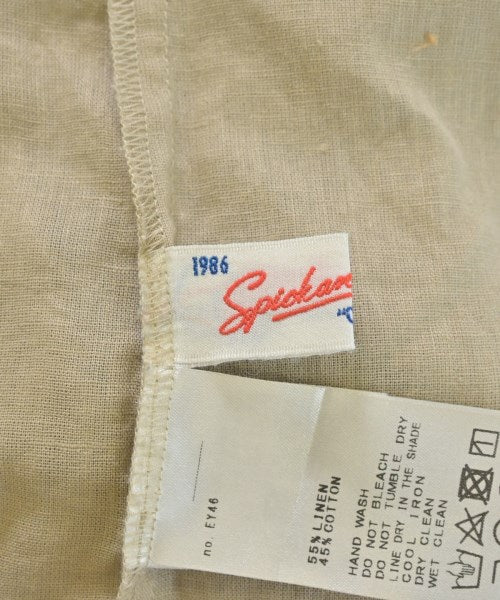 1986
no. EY46
55% LINEN
45% COTTON
HAND WASH
DO NOT BLEACH
DO NOT TUMBLE DRY
LINE DRY IN THE SHADE
COOL IRON
DRY CLEAN
WET CLEAN